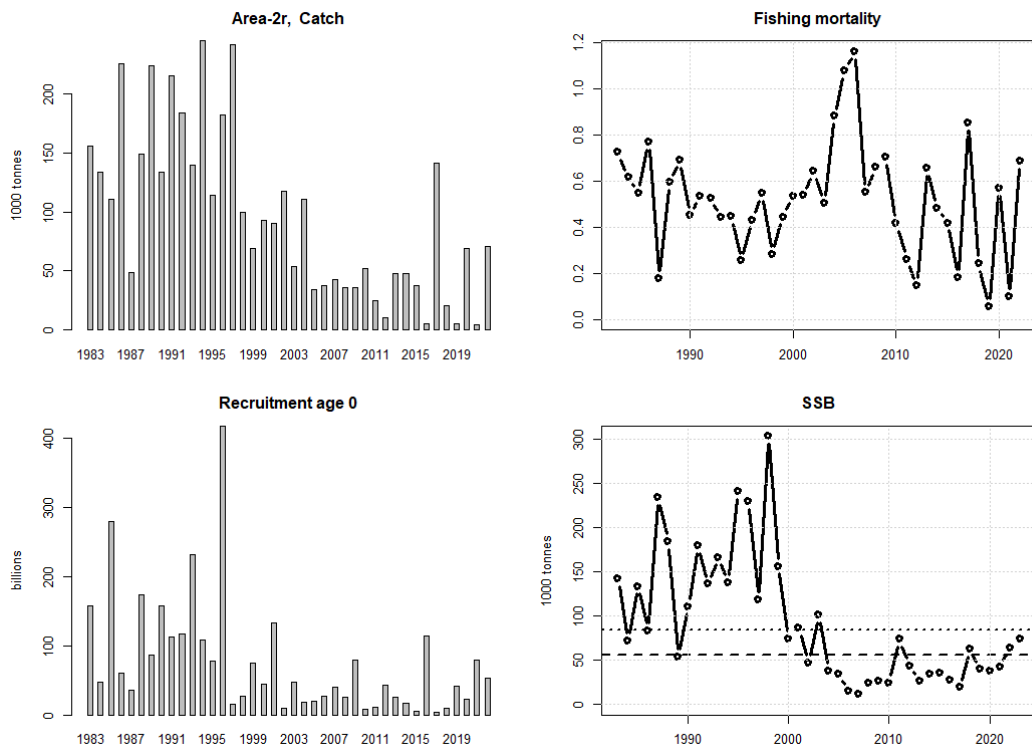 Area-2r,  Catch
1000 tonnes
200
150
100
50
0
1983 1987 1991 1995 1999 2003 2007 2011 2015 2019
Fishing mortality
1.2
1.0
0.8
0.6
0.4
0.2
0.0
1990 2000 2010 2020
Recruitment age 0
billions
400
300
200
100
0
1983 1987 1991 1995 1999 2003 2007 2011 2015 2019
SSB
1000 tonnes
300
250
200
150
100
50
0
1990 2000 2010 2020